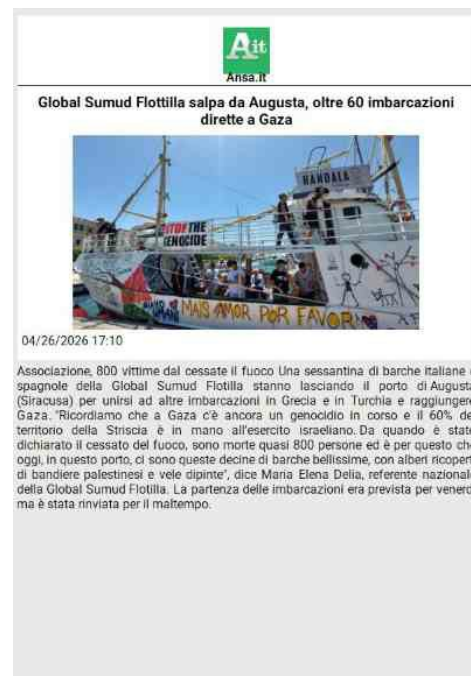 Ait
Ansa.it
Global Sumud Flottilla salpa da Augusta, oltre 60 imbarcazioni
dirette a Gaza
HANDALA
STOP THE
GENOCIDE
MAIS AMOR POR FAVOR
04/26/2026 17:10
Associazione, 800 vittime dal cessate il fuoco Una sessantina di barche italiane
spagnole della Global Sumud Flotilla stanno lasciando il porto di Augusta
(Siracusa) per unirsi ad altre imbarcazioni in Grecia e in Turchia e raggiungere
Gaza. "Ricordiamo che a Gaza c'è ancora un genocidio in corso e il 60% de
territorio della Striscia è in mano all'esercito israeliano. Da quando è stato
dichiarato il cessato del fuoco, sono morte quasi 800 persone ed è per questo che
oggi, in questo porto, ci sono queste decine di barche bellissime, con alberi ricopert
di bandiere palestinesi e vele dipinte", dice Maria Elena Delia, referente nazionale
della Global Sumud Flotilla. La partenza delle imbarcazioni era prevista per venerd
ma è stata rinviata per il maltempo.